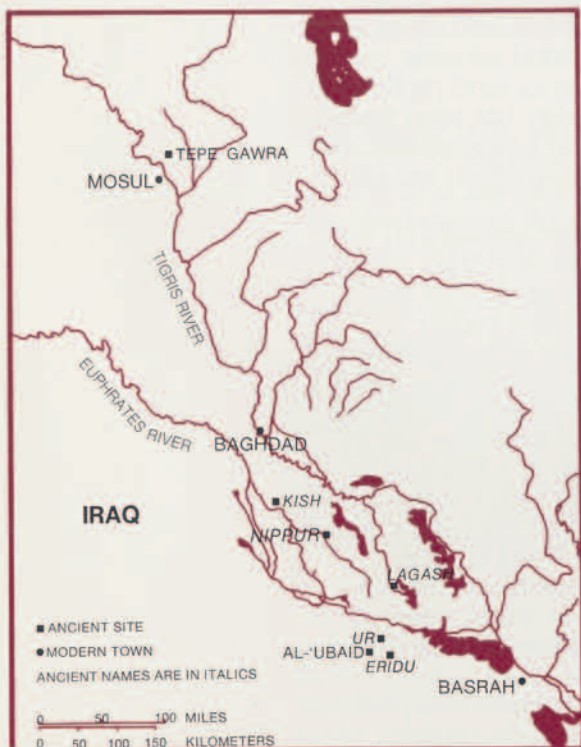 TEPE GAWRA
MOSUL
TIGRIS RIVER
EUPHRATES RIVER
BAGHDAD
KISH
IRAQ
NIPPUR
LAGASH
ANCIENT SITE
UR
MODERN TOWN
AL-'UBAID
ERIDU
ANCIENT NAMES ARE IN ITALICS
BASRAH
0 50 100 MILES
0 50 100 150 KILOMETERS